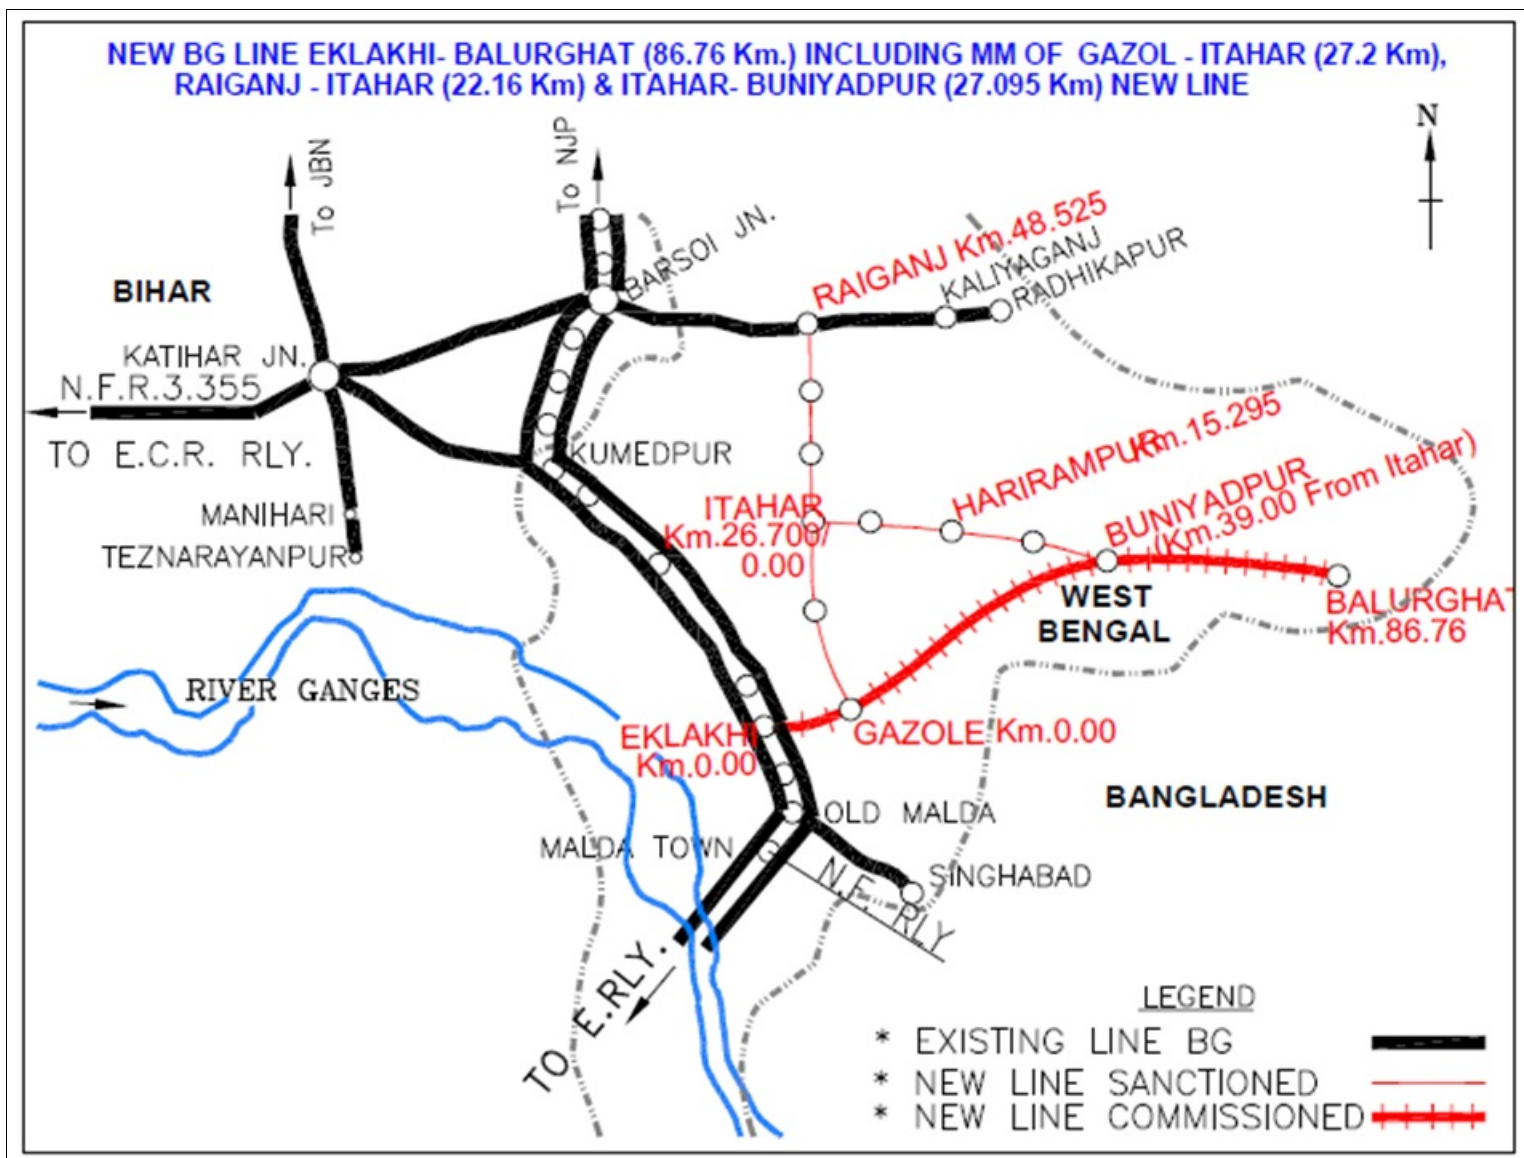 NEW BG LINE EKLAKHI- BALURGHAT (86.76 Km.) INCLUDING MM OF GAZOL - ITAHAR (27.2 Km),
RAIGANJ - ITAHAR (22.16 Km) & ITAHAR- BUNIYADPUR (27.095 Km) NEW LINE
N
To JBN
To NJP
BARSOI JN.
RAIGANJ Km.48.525
KALIYAGANJ
RADHIKAPUR
BIHAR
KATIHAR JN.
N.F.R.3.355
TO E.C.R. RLY.
KUMEDPUR
MANIHARI
TEZNARAYANPUR
ITAHAR
Km.26.700/
0.00
HARIRAMPUR Km.15.295
BUNIYADPUR
(Km.39.00 From Itahar)
WEST
BENGAL
BALURGHAT
Km.86.76
RIVER GANGES
EKLAKHI
Km.0.00
GAZOLE Km.0.00
BANGLADESH
OLD MALDA
MALDA TOWN
SINGHABAD
N.F. RLY
TO E.RLY.
LEGEND
* EXISTING LINE BG
* NEW LINE SANCTIONED
* NEW LINE COMMISSIONED